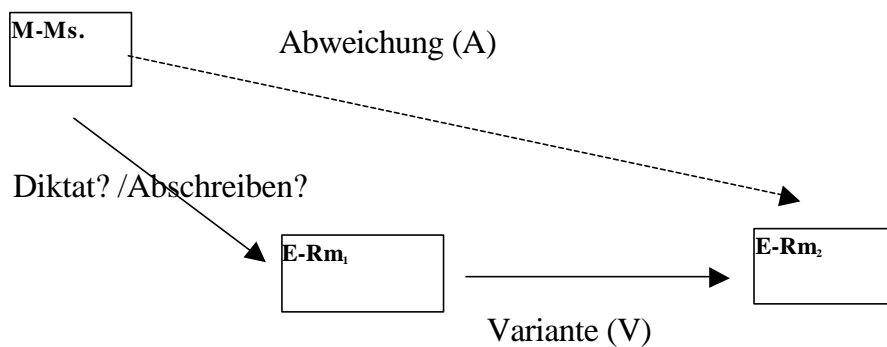 M-Ms.
Abweichung (A)
Diktat? /Abschreiben?
E-Rm₁
E-Rm₂
Variante (V)